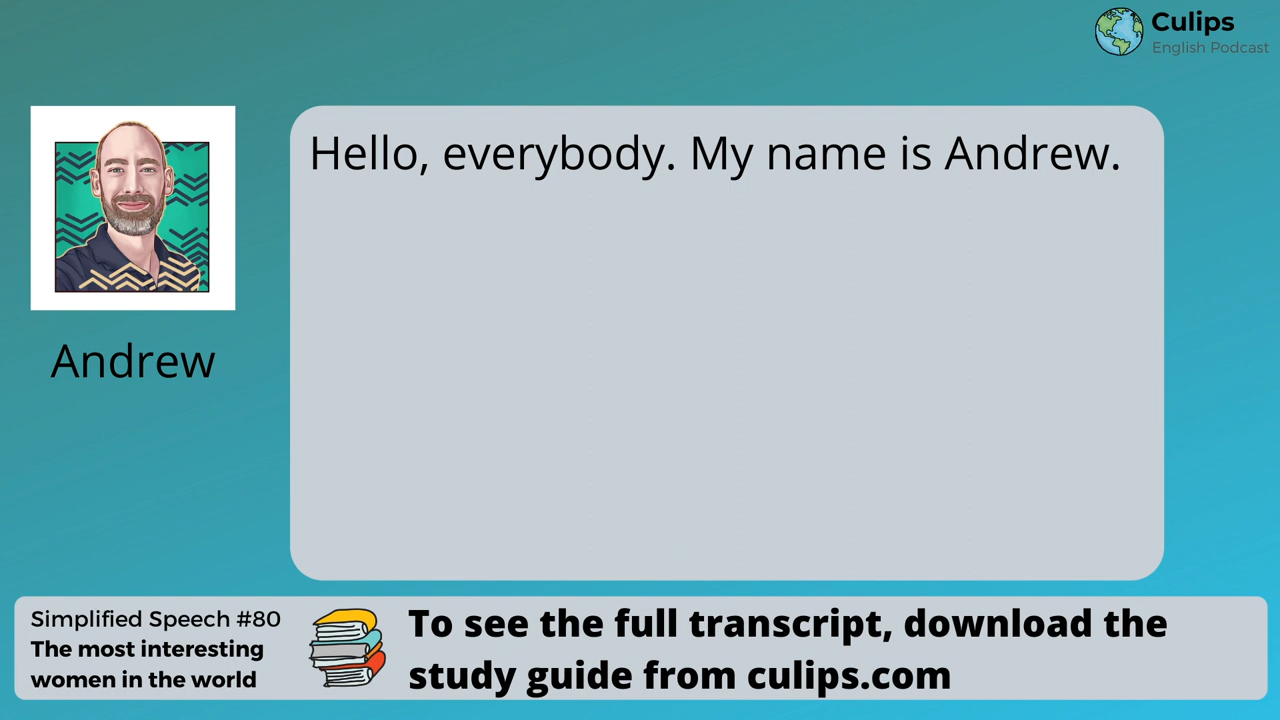 Culips
English Podcast
Hello, everybody. My name is Andrew.
Andrew
Simplified Speech #80
The most interesting
women in the world
To see the full transcript, download the
study guide from culips.com